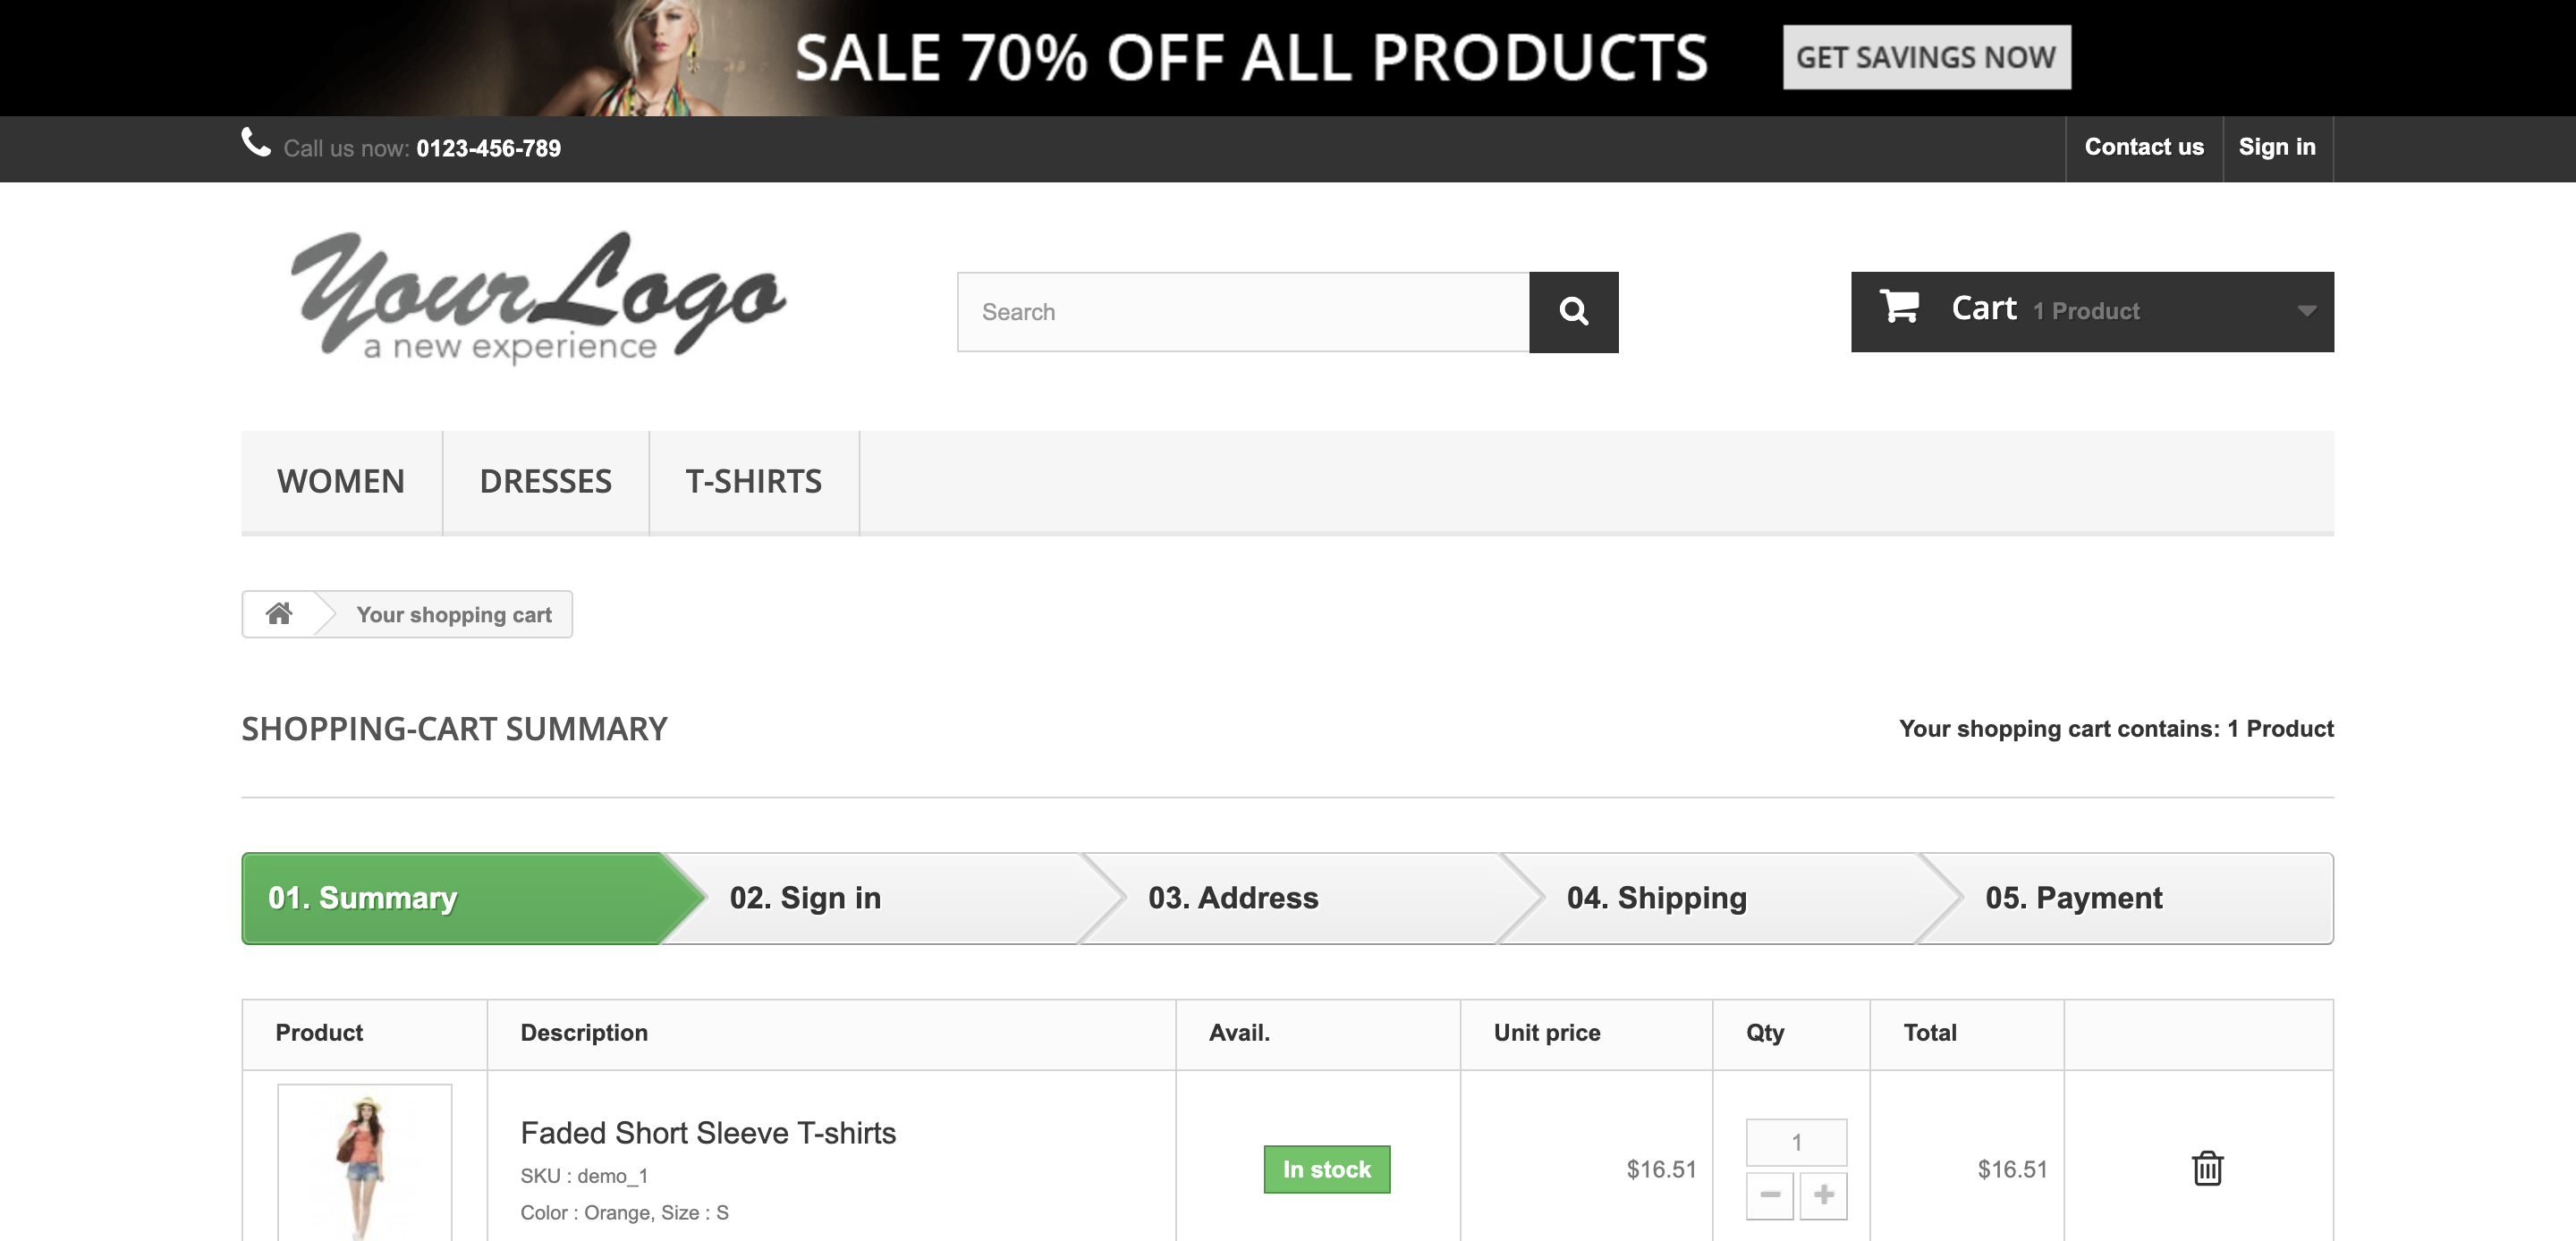 SALE 70% OFF ALL PRODUCTS GET SAVINGS NOW
Call us now: 0123-456-789 Contact us Sign in
Your Logo
a new experience
Search
Cart 1 Product
WOMEN DRESSES T-SHIRTS
Your shopping cart
SHOPPING-CART SUMMARY Your shopping cart contains: 1 Product
01. Summary 02. Sign in 03. Address 04. Shipping 05. Payment
Product Description Avail. Unit price Qty Total
Faded Short Sleeve T-shirts
SKU : demo_1
Color : Orange, Size : S
In stock $16.51 1 $16.51